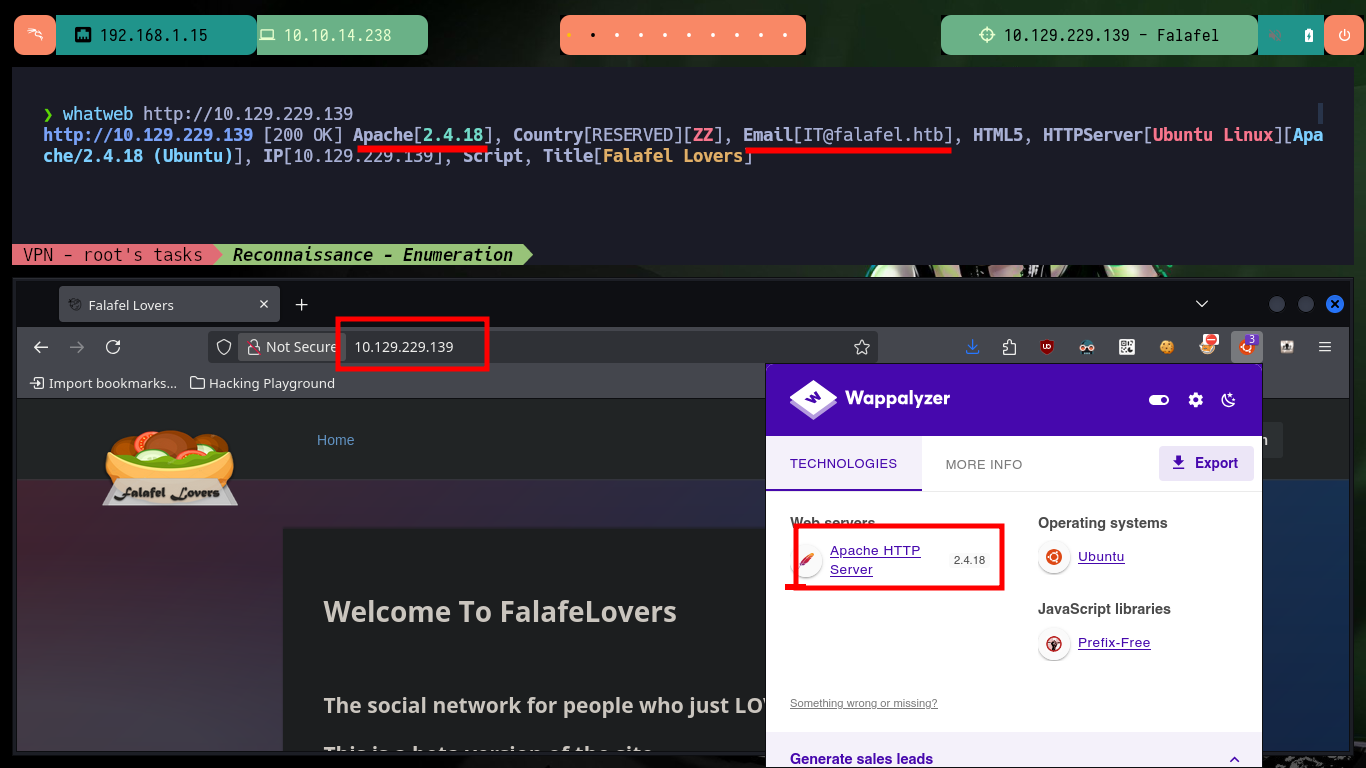 192.168.1.15
10.10.14.238
10.129.229.139 - Falafel
❯ whatweb http://10.129.229.139
http://10.129.229.139 [200 OK] Apache[2.4.18], Country[RESERVED][ZZ], Email[IT@falafel.htb], HTML5, HTTPServer[Ubuntu Linux][Apa
che/2.4.18 (Ubuntu)], IP[10.129.229.139], Script, Title[Falafel Lovers]
VPN - root's tasks
Reconnaissance - Enumeration
Falafel Lovers
Not Secure
10.129.229.139
3
Import bookmarks...
Hacking Playground
Falafel Lovers
Home
Wappalyzer
TECHNOLOGIES
MORE INFO
Export
Web servers
Apache HTTP
Server
2.4.18
Operating systems
Ubuntu
JavaScript libraries
Prefix-Free
Something wrong or missing?
Generate sales leads
Welcome To FalafeLovers
The social network for people who just LO
This is a beta version of the site